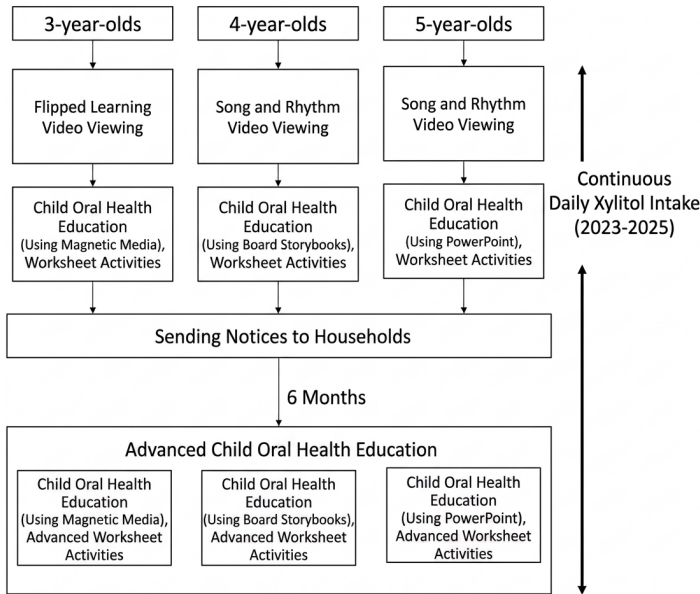 3-year-olds
4-year-olds
5-year-olds
Flipped Learning
Video Viewing
Song and Rhythm
Video Viewing
Song and Rhythm
Video Viewing
Continuous
Daily Xylitol Intake
(2023-2025)
Child Oral Health
Education
(Using Magnetic Media),
Worksheet Activities
Child Oral Health
Education
(Using Board Storybooks),
Worksheet Activities
Child Oral Health
Education
(Using PowerPoint),
Worksheet Activities
Sending Notices to Households
6 Months
Advanced Child Oral Health Education
Child Oral Health
Education
(Using Magnetic Media),
Advanced Worksheet
Activities
Child Oral Health
Education
(Using Board Storybooks),
Advanced Worksheet
Activities
Child Oral Health
Education
(Using PowerPoint),
Advanced Worksheet
Activities